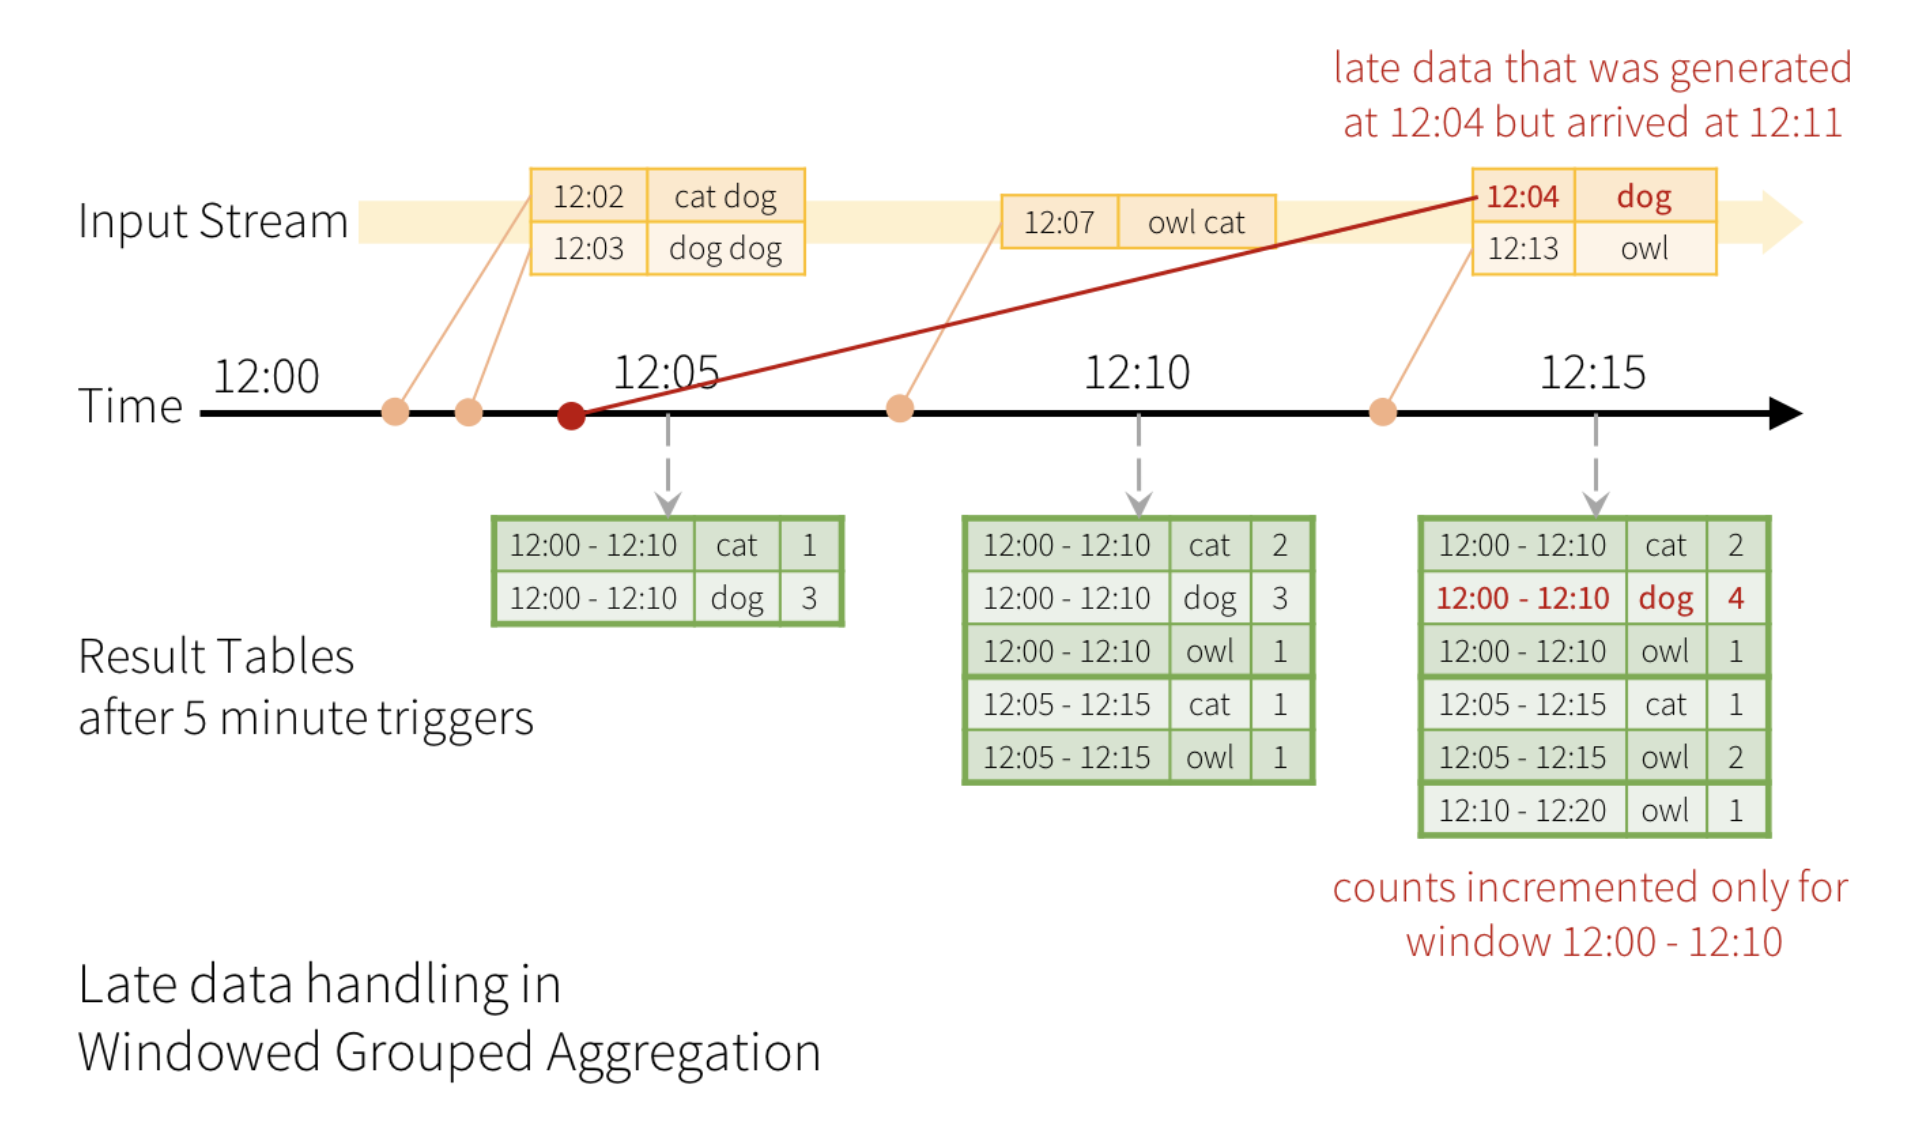 late data that was generated
at 12:04 but arrived at 12:11
Input Stream
12:02 cat dog
12:03 dog dog
12:07 owl cat
12:04 dog
12:13 owl
Time
12:00
12:05
12:10
12:15
12:00 - 12:10 cat 1
12:00 - 12:10 dog 3
12:00 - 12:10 cat 2
12:00 - 12:10 dog 3
12:00 - 12:10 owl 1
12:05 - 12:15 cat 1
12:05 - 12:15 owl 1
12:00 - 12:10 cat 2
12:00 - 12:10 dog 4
12:00 - 12:10 owl 1
12:05 - 12:15 cat 1
12:05 - 12:15 owl 2
12:10 - 12:20 owl 1
Result Tables
after 5 minute triggers
counts incremented only for
window 12:00 - 12:10
Late data handling in
Windowed Grouped Aggregation